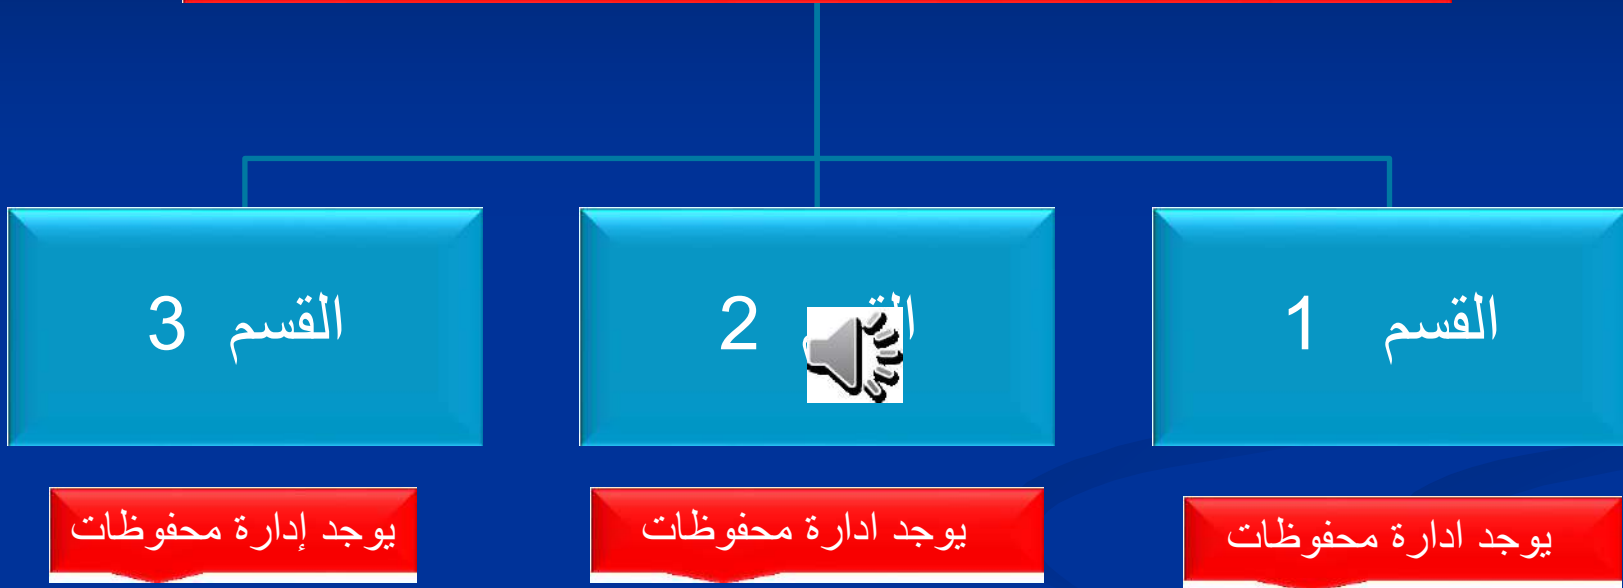 القسم 1
2
القسم 3
يوجد ادارة محفوظات
يوجد ادارة محفوظات
يوجد إدارة محفوظات